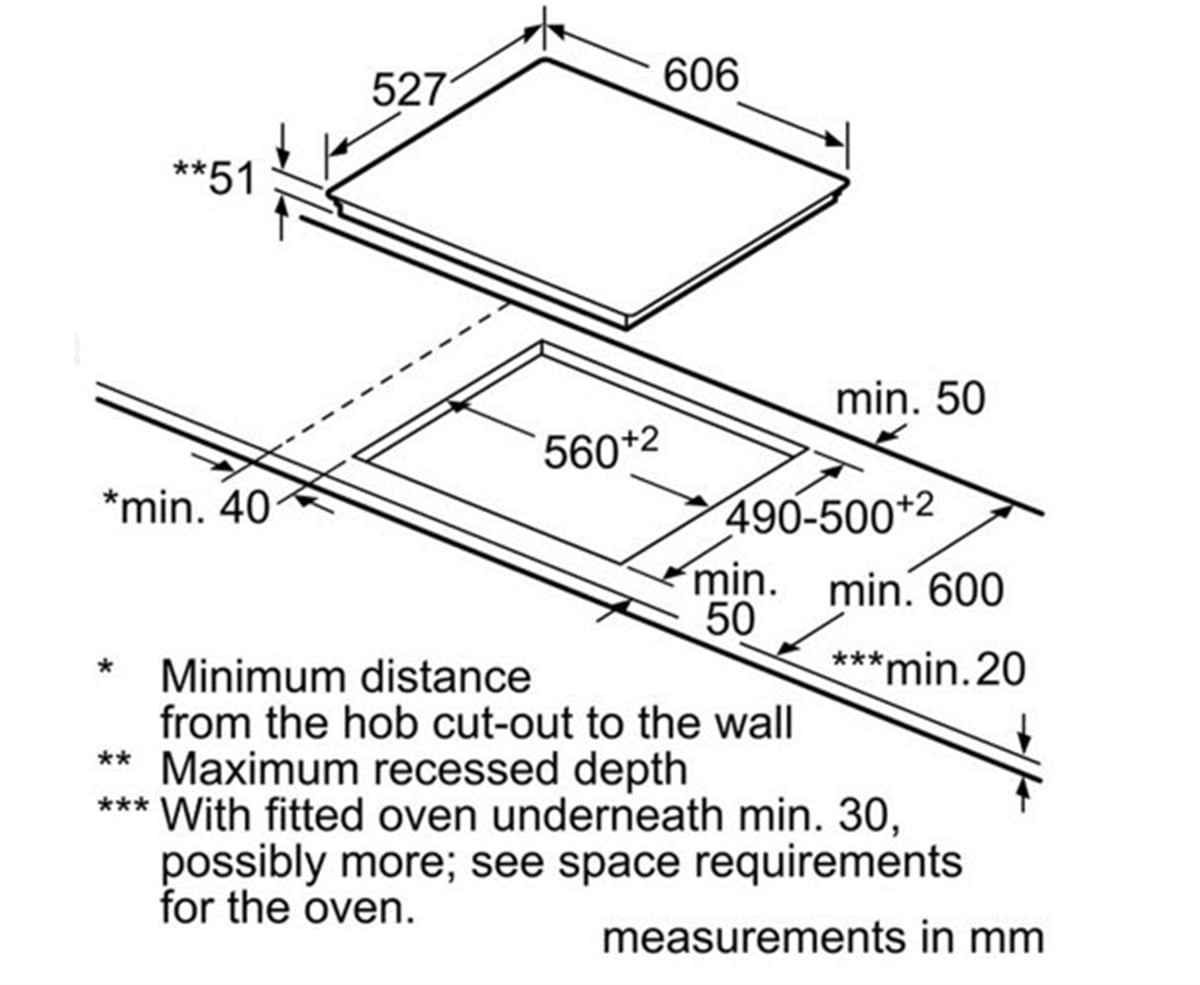 527
606
**51
min. 50
560+2
*min. 40
490-500+2
min.
50
min. 600
***min.20
* Minimum distance
from the hob cut-out to the wall
** Maximum recessed depth
*** With fitted oven underneath min. 30,
possibly more; see space requirements
for the oven.
measurements in mm